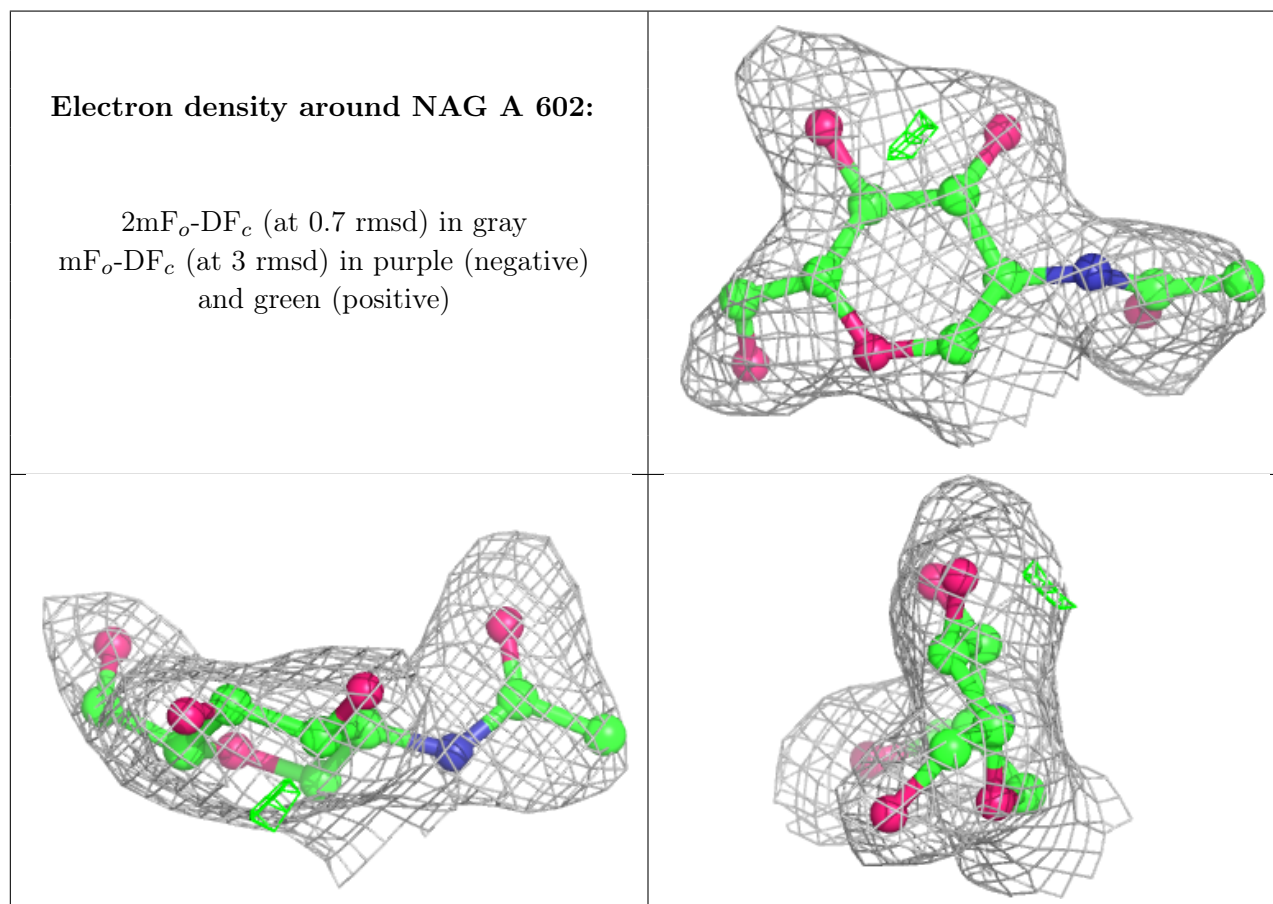 Electron density around NAG A 602:
2mFo-DFc (at 0.7 rmsd) in gray
mFo-DFc (at 3 rmsd) in purple (negative)
and green (positive)